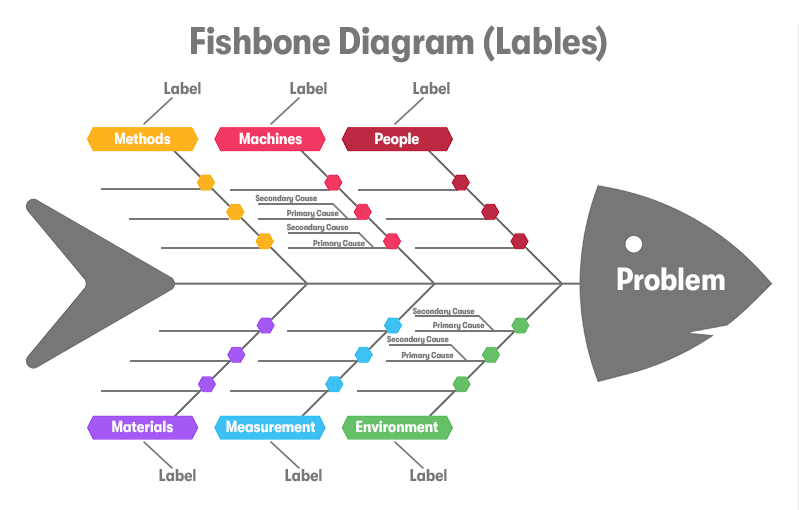 Fishbone Diagram (Lables)
Label
Label
Label
Methods
Machines
People
Secondary Cause
Primary Cause
Secondary Cause
Primary Cause
Problem
Secondary Cause
Primary Cause
Secondary Cause
Primary Cause
Materials
Measurement
Environment
Label
Label
Label